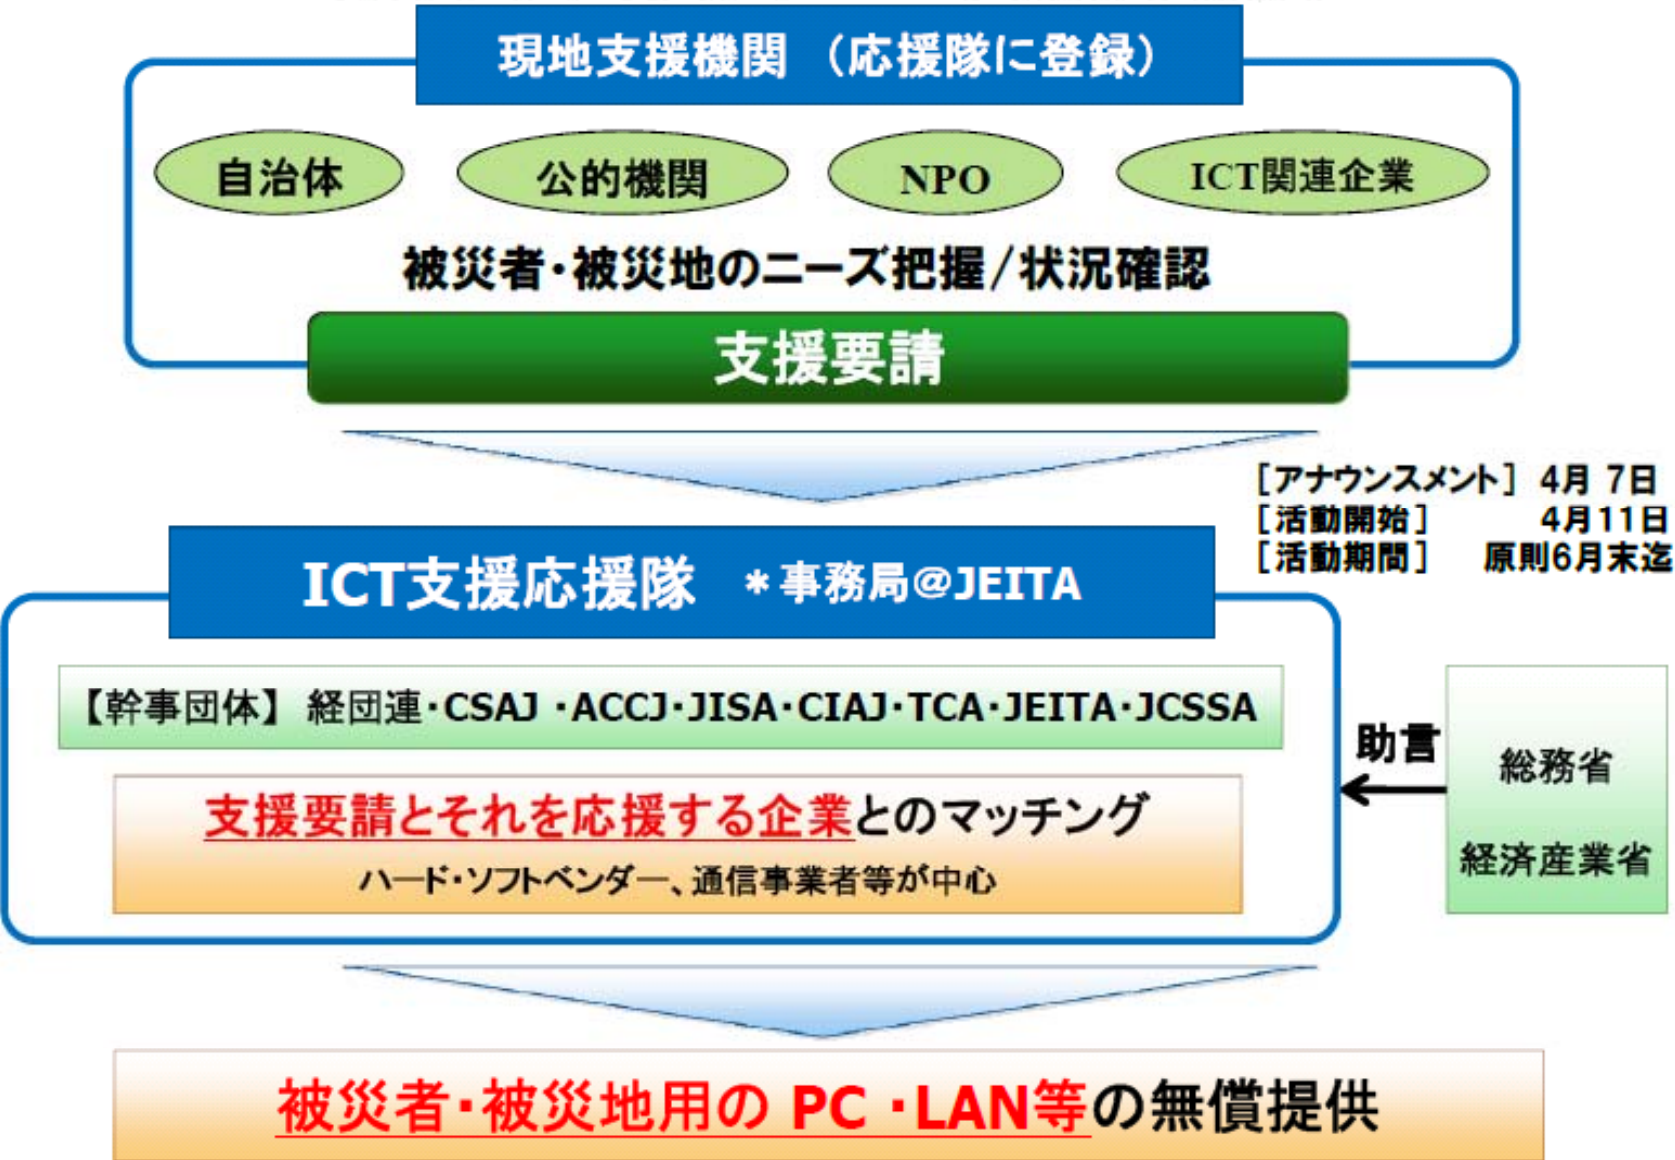 現地支援機関 （応援隊に登録）
自治体 公的機関 NPO ICT関連企業
被災者・被災地のニーズ把握/状況確認
支援要請
［アナウンスメント］ 4月 7日
［活動開始］ 4月11日
［活動期間］ 原則6月末迄
ICT支援応援隊 ＊事務局＠JEITA
【幹事団体】 経団連・CSAJ ・ACCJ・JISA・CIAJ・TCA・JEITA・JCSSA
支援要請とそれを応援する企業とのマッチング
ハード・ソフトベンダー、通信事業者等が中心
助言
総務省
経済産業省
被災者・被災地用の PC ・LAN等の無償提供